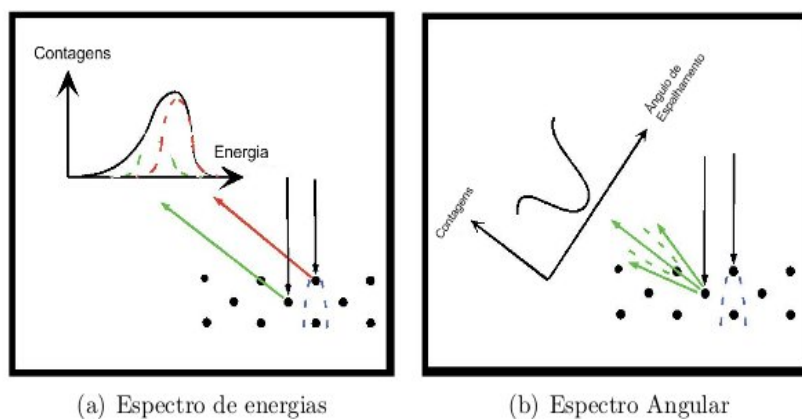 Contagens
Energia
(a) Espectro de energias
Ângulo de
Espalhamento
Contagens
(b) Espectro Angular